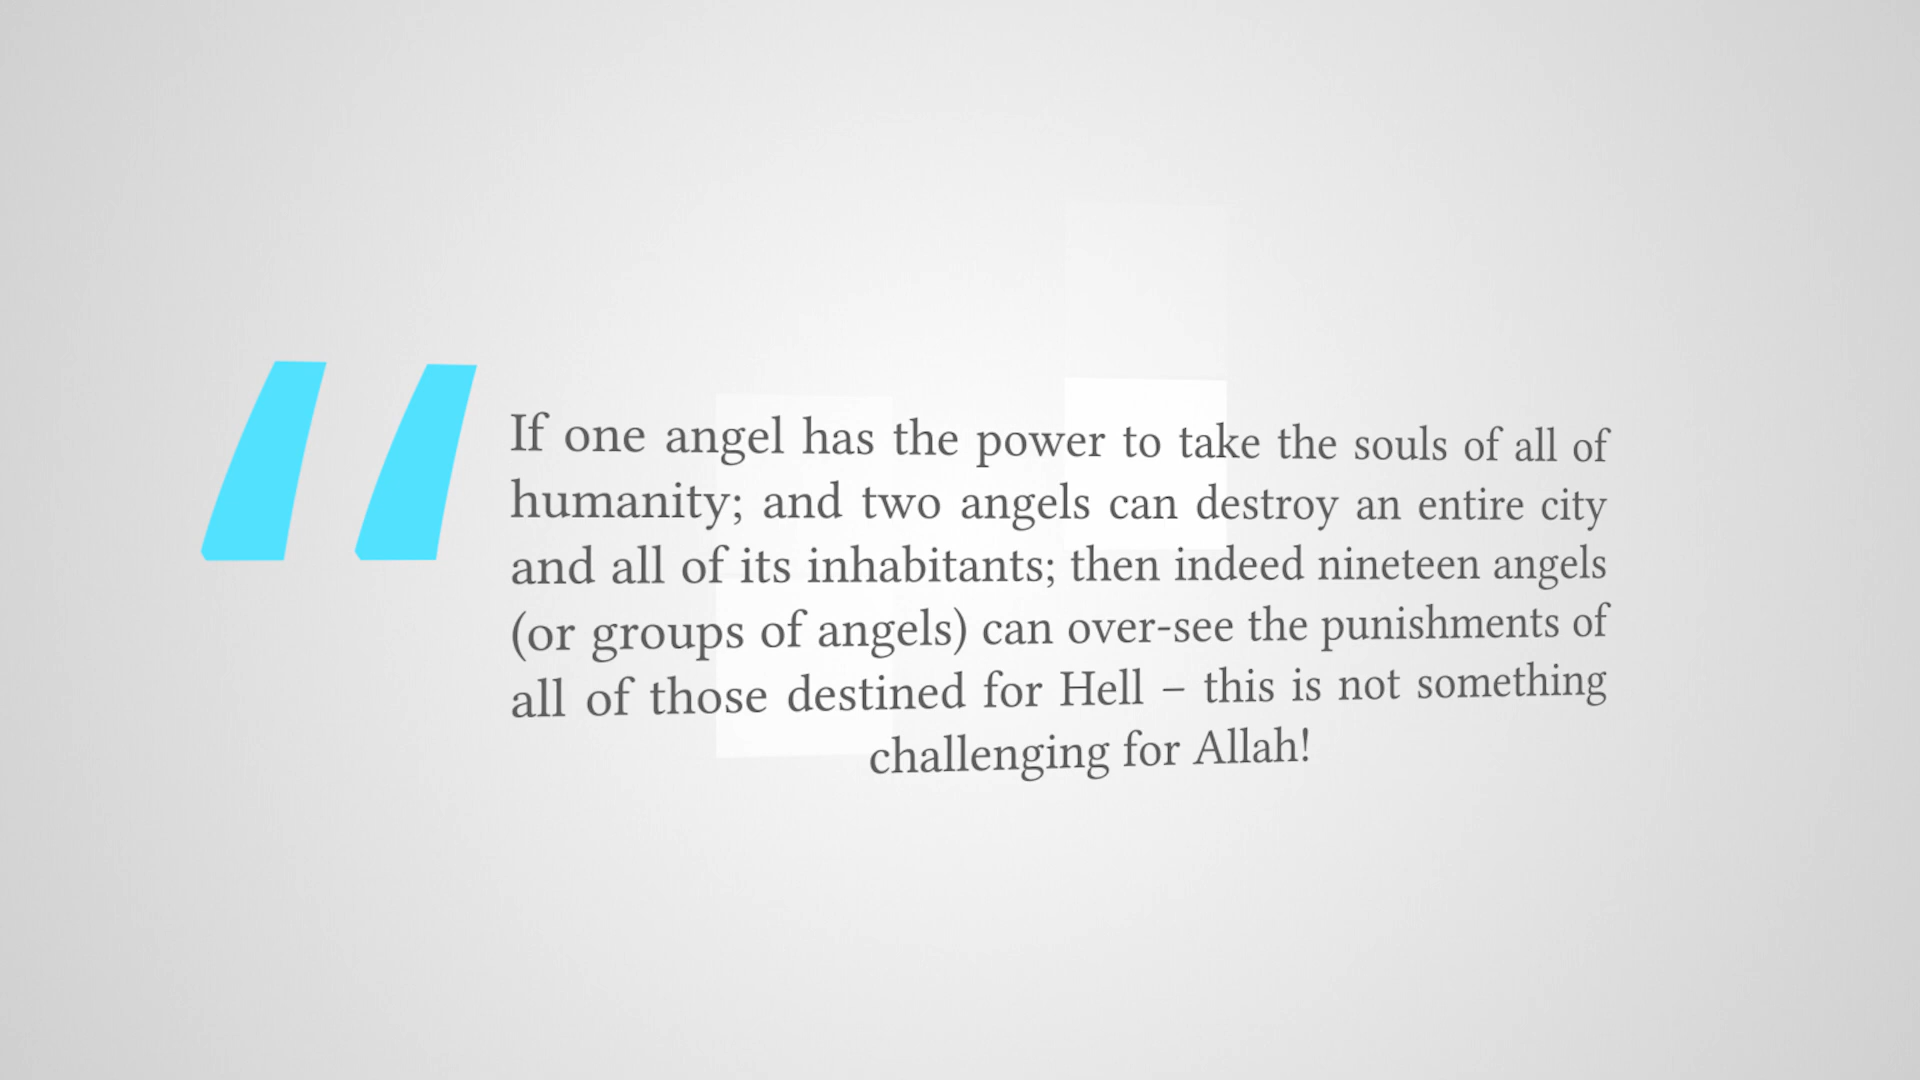 “
If one angel has the power to take the souls of all of
humanity; and two angels can destroy an entire city
and all of its inhabitants; then indeed nineteen angels
(or groups of angels) can over-see the punishments of
all of those destined for Hell – this is not something
challenging for Allah!